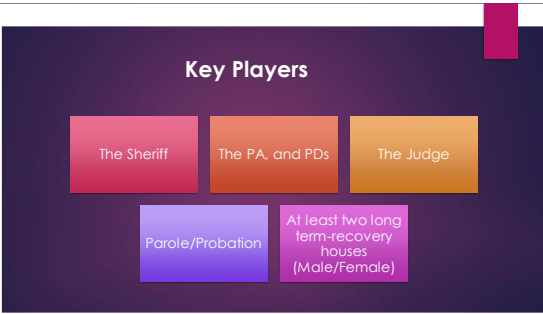 Key Players
The Sheriff
The PA, and PDs
The Judge
Parole/Probation
At least two long
term-recovery
houses
(Male/Female)